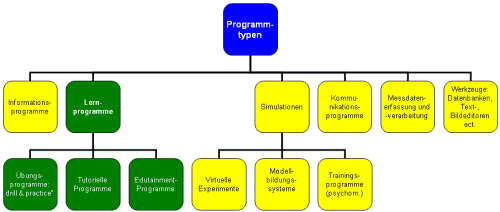 Programm-
typen
Informations-
programme
Lern-
programme
Simulationen
Kommu-
nikations-
programme
Messdaten-
erfassung und
-verarbeitung
Werkzeuge:
Datenbanken,
Text-,
Bildeditoren
ect.
Übungs-
programme:
drill & practice"
Tutorielle
Programme
Edutainment-
Programme
Virtuelle
Experimente
Modell-
bildungs-
systeme
Trainings-
programme
(psychom.)